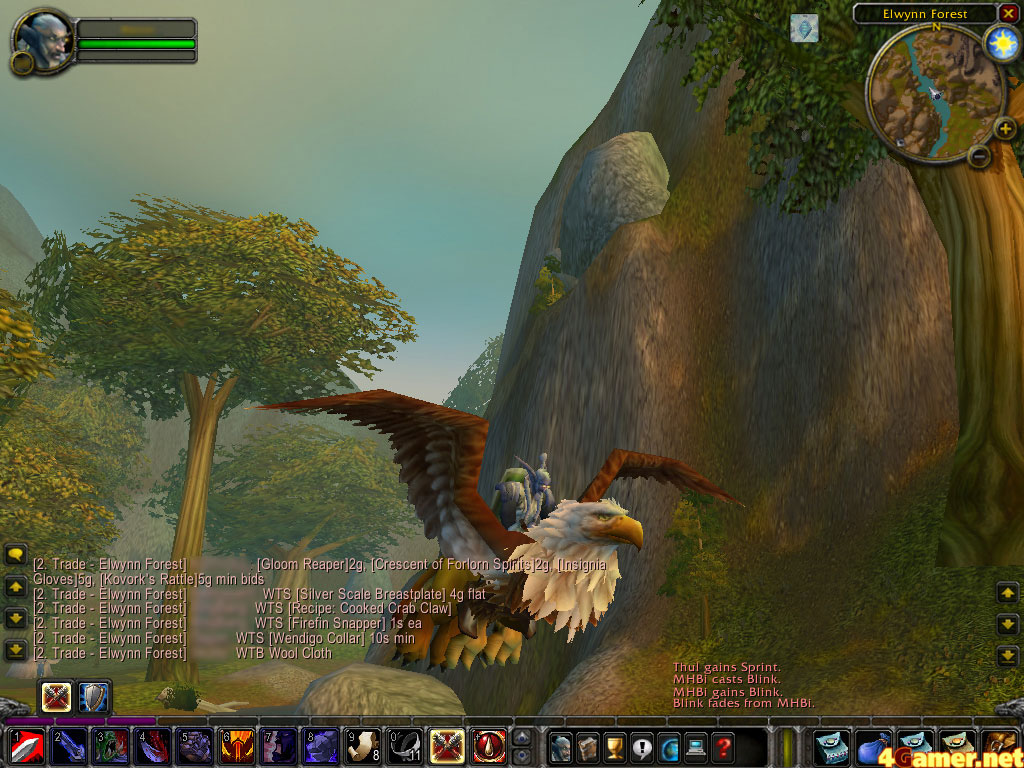 Elwynn Forest
N
[2. Trade - Elwynn Forest] [Gloom Reaper]2g, [Crescent of Forlorn Spirits]2g, [Insignia
Gloves]5g, [Kovork's Rattle]5g min bids
[2. Trade - Elwynn Forest] WTS [Silver Scale Breastplate] 4g flat
[2. Trade - Elwynn Forest] WTS [Recipe: Cooked Crab Claw]
[2. Trade - Elwynn Forest] WTS [Firefin Snapper] 1s ea
[2. Trade - Elwynn Forest] WTS [Wendigo Collar] 10s min
[2. Trade - Elwynn Forest] WTB Wool Cloth
Thul gains Sprint.
MHBi casts Blink.
MHBi gains Blink.
Blink fades from MHBi.
1 2 3 4 5 6 7 8 9 8 0 11
4Gamer.net